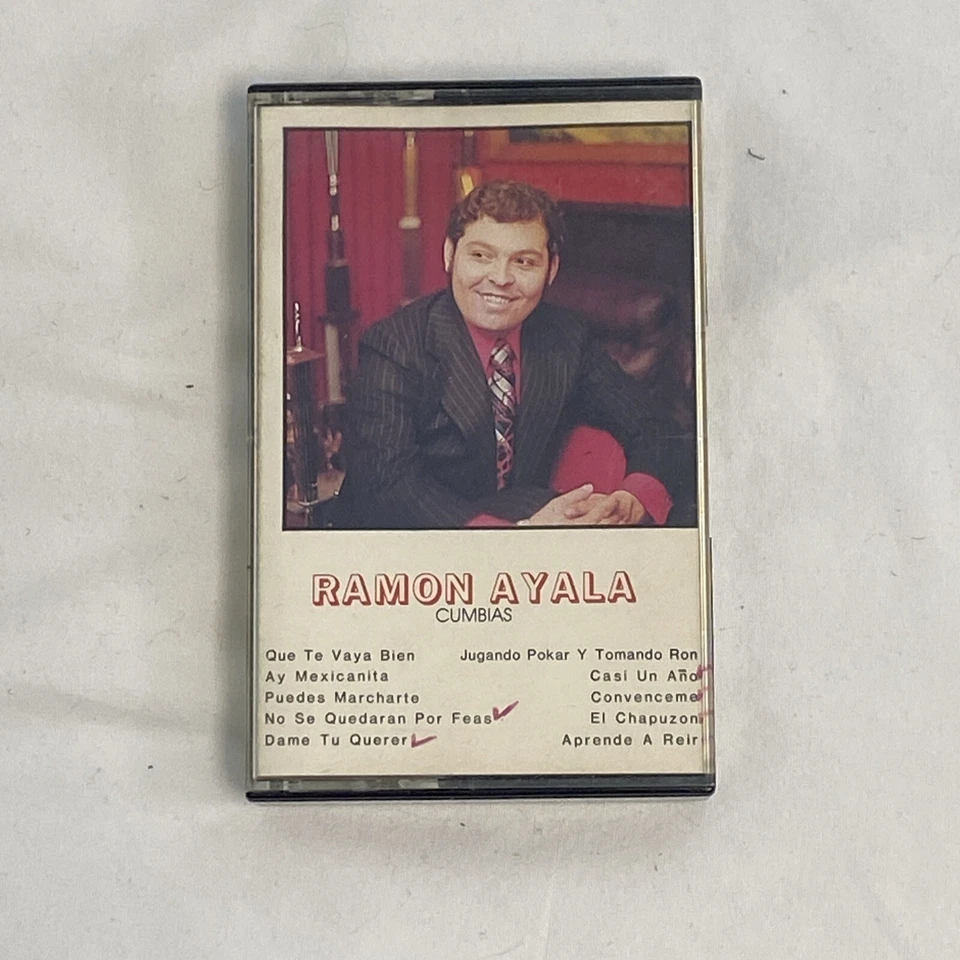 RAMON AYALA
CUMBIAS
Que Te Vaya Bien
Ay Mexicanita
Puedes Marcharte
No Se Quedaran Por Feas
Dame Tu Querer
Jugando Pokar Y Tomando Ron
Casi Un Año
Convenceme
El Chapuzon
Aprende A Reir